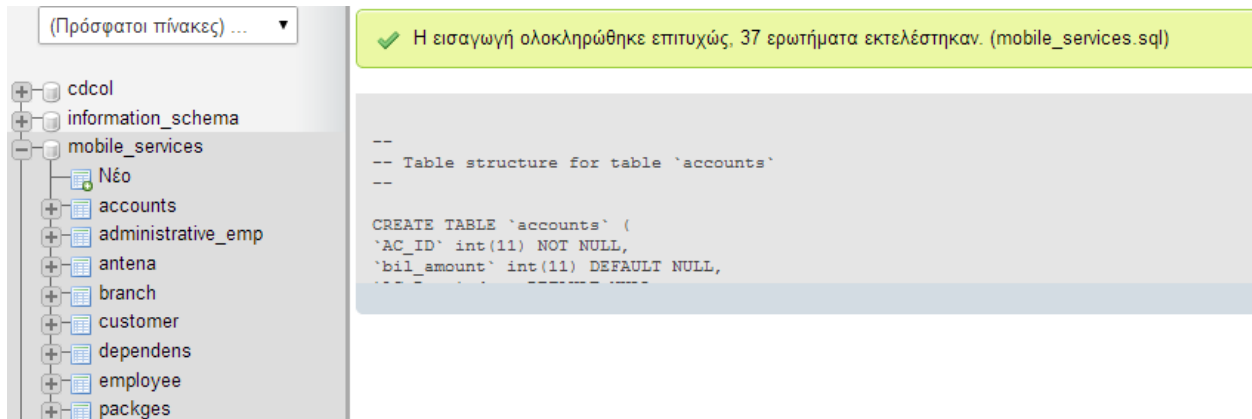 (Πρόσφατοι πίνακες) ...
cdcol
information_schema
mobile_services
Νέο
accounts
administrative_emp
antena
branch
customer
dependens
employee
packges
Η εισαγωγή ολοκληρώθηκε επιτυχώς, 37 ερωτήματα εκτελέστηκαν. (mobile_services.sql)
--
-- Table structure for table `accounts`
--
CREATE TABLE `accounts` (
`AC_ID` int(11) NOT NULL,
`bil_amount` int(11) DEFAULT NULL,